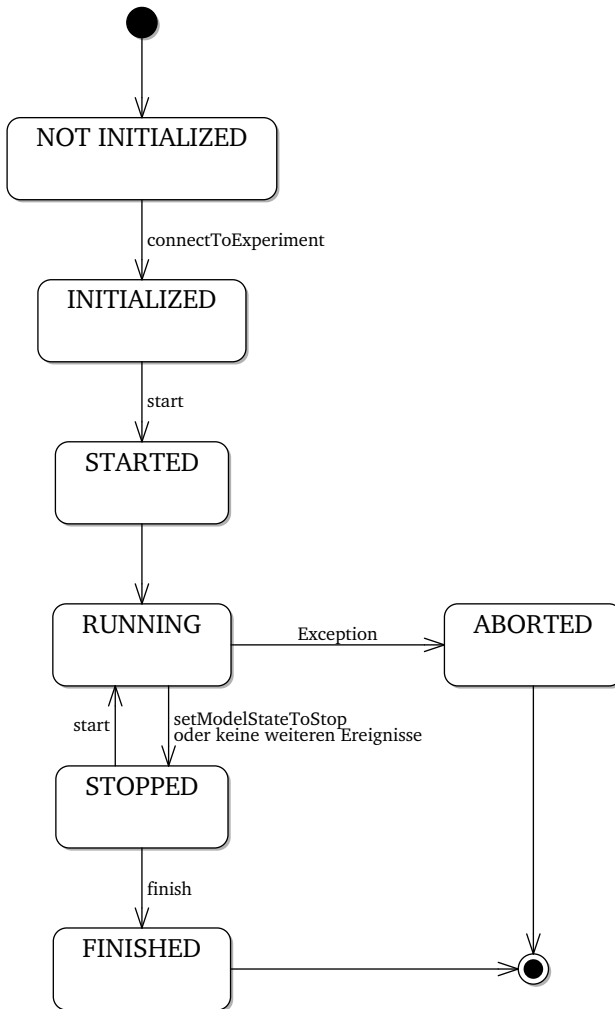 NOT INITIALIZED
connectToExperiment
INITIALIZED
start
STARTED
RUNNING
Exception
ABORTED
start
setModelStateToStop
oder keine weiteren Ereignisse
STOPPED
finish
FINISHED